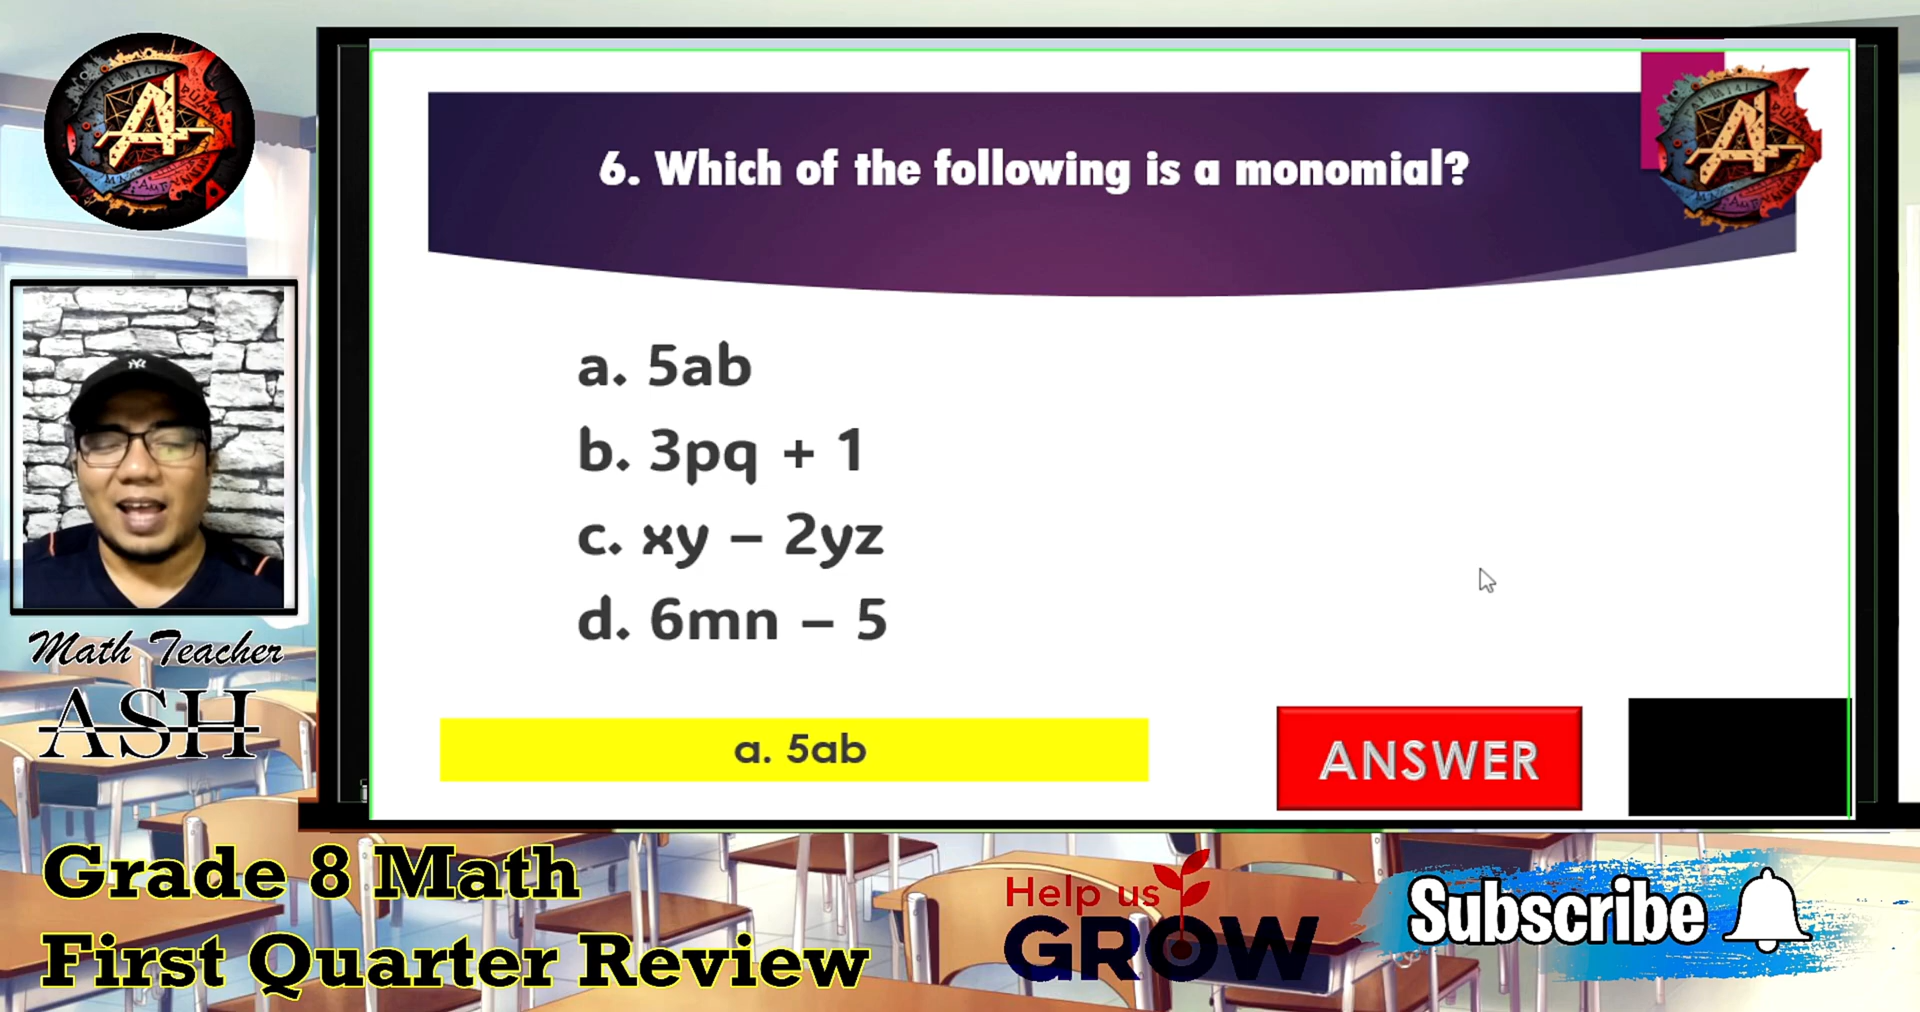 6. Which of the following is a monomial?
a. 5ab
b. 3pq + 1
c. xy – 2yz
d. 6mn – 5
a. 5ab
ANSWER
Math Teacher
ASH
Grade 8 Math
First Quarter Review
Help us
GROW
Subscribe